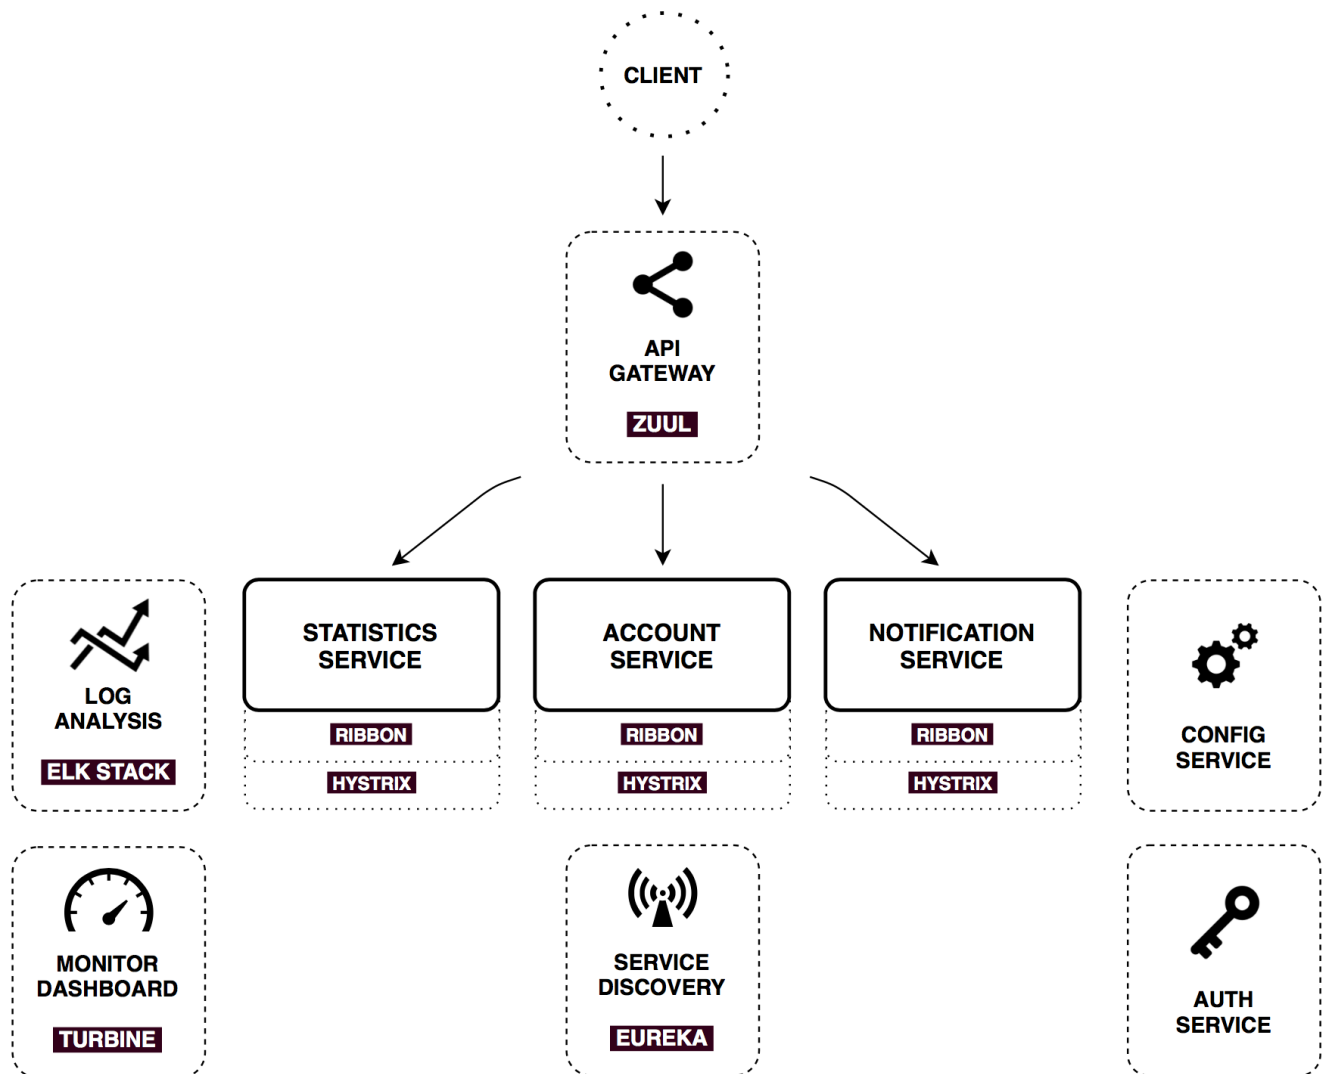 CLIENT
API
GATEWAY
ZUUL
STATISTICS
SERVICE
RIBBON
HYSTRIX
ACCOUNT
SERVICE
RIBBON
HYSTRIX
NOTIFICATION
SERVICE
RIBBON
HYSTRIX
LOG
ANALYSIS
ELK STACK
CONFIG
SERVICE
MONITOR
DASHBOARD
TURBINE
SERVICE
DISCOVERY
EUREKA
AUTH
SERVICE